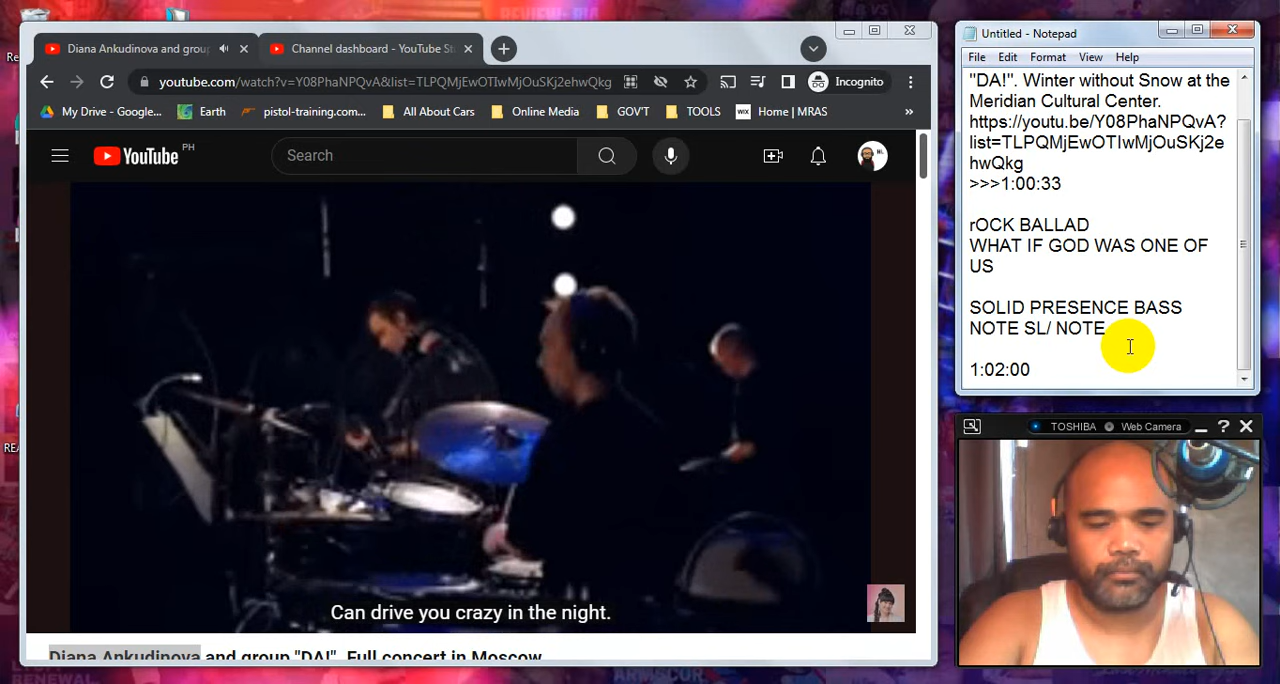 Re
Diana Ankudinova and group
Channel dashboard - YouTube St
youtube.com/watch?v=Y08PhaNPQvA&list=TLPQMjEwOTIwMjOuSKj2ehwQkg
Incognito
My Drive - Google...
Earth
pistol-training.com...
All About Cars
Online Media
GOV'T
TOOLS
WIX
Home | MRAS
»
YouTube PH
Search
Can drive you crazy in the night.
Diana Ankudinova and group "DA!". Full concert in Moscow
Untitled - Notepad
File Edit Format View Help
"DA!". Winter without Snow at the
Meridian Cultural Center.
https://youtu.be/Y08PhaNPQvA?
list=TLPQMjEwOTIwMjOuSKj2e
hwQkg
>>>1:00:33
rOCK BALLAD
WHAT IF GOD WAS ONE OF
US
SOLID PRESENCE BASS
NOTE SL/ NOTE
1:02:00
TOSHIBA Web Camera
RENEWAL
ARMSCOR